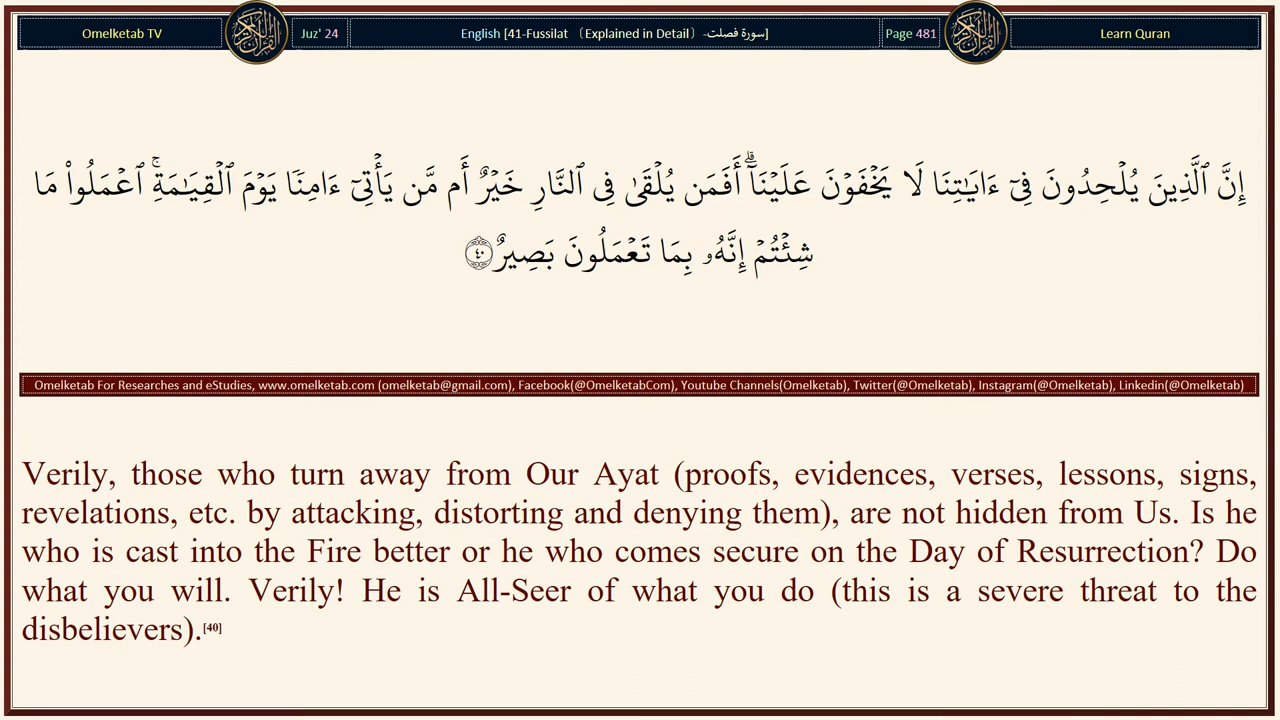 Omelketab TV
Juz' 24
English [41-Fussilat （Explained in Detail）-سورة فصلت]
Page 481
Learn Quran
إِنَّ ٱلَّذِينَ يُلْحِدُونَ فِىٓ ءَايَـٰتِنَا لَا يَخْفَوْنَ عَلَيْنَآ ۗ أَفَمَن يُلْقَىٰ فِى ٱلنَّارِ خَيْرٌ أَم مَّن يَأْتِىٓ ءَامِنًا يَوْمَ ٱلْقِيَـٰمَةِ ۚ ٱعْمَلُوا۟ مَا
شِئْتُمْ إِنَّهُۥ بِمَا تَعْمَلُونَ بَصِيرٌ ٤٠
Omelketab For Researches and eStudies, www.omelketab.com (omelketab@gmail.com), Facebook(@OmelketabCom), Youtube Channels(Omelketab), Twitter(@Omelketab), Instagram(@Omelketab), Linkedin(@Omelketab)
Verily, those who turn away from Our Ayat (proofs, evidences, verses, lessons, signs,
revelations, etc. by attacking, distorting and denying them), are not hidden from Us. Is he
who is cast into the Fire better or he who comes secure on the Day of Resurrection? Do
what you will. Verily! He is All-Seer of what you do (this is a severe threat to the
disbelievers).[40]